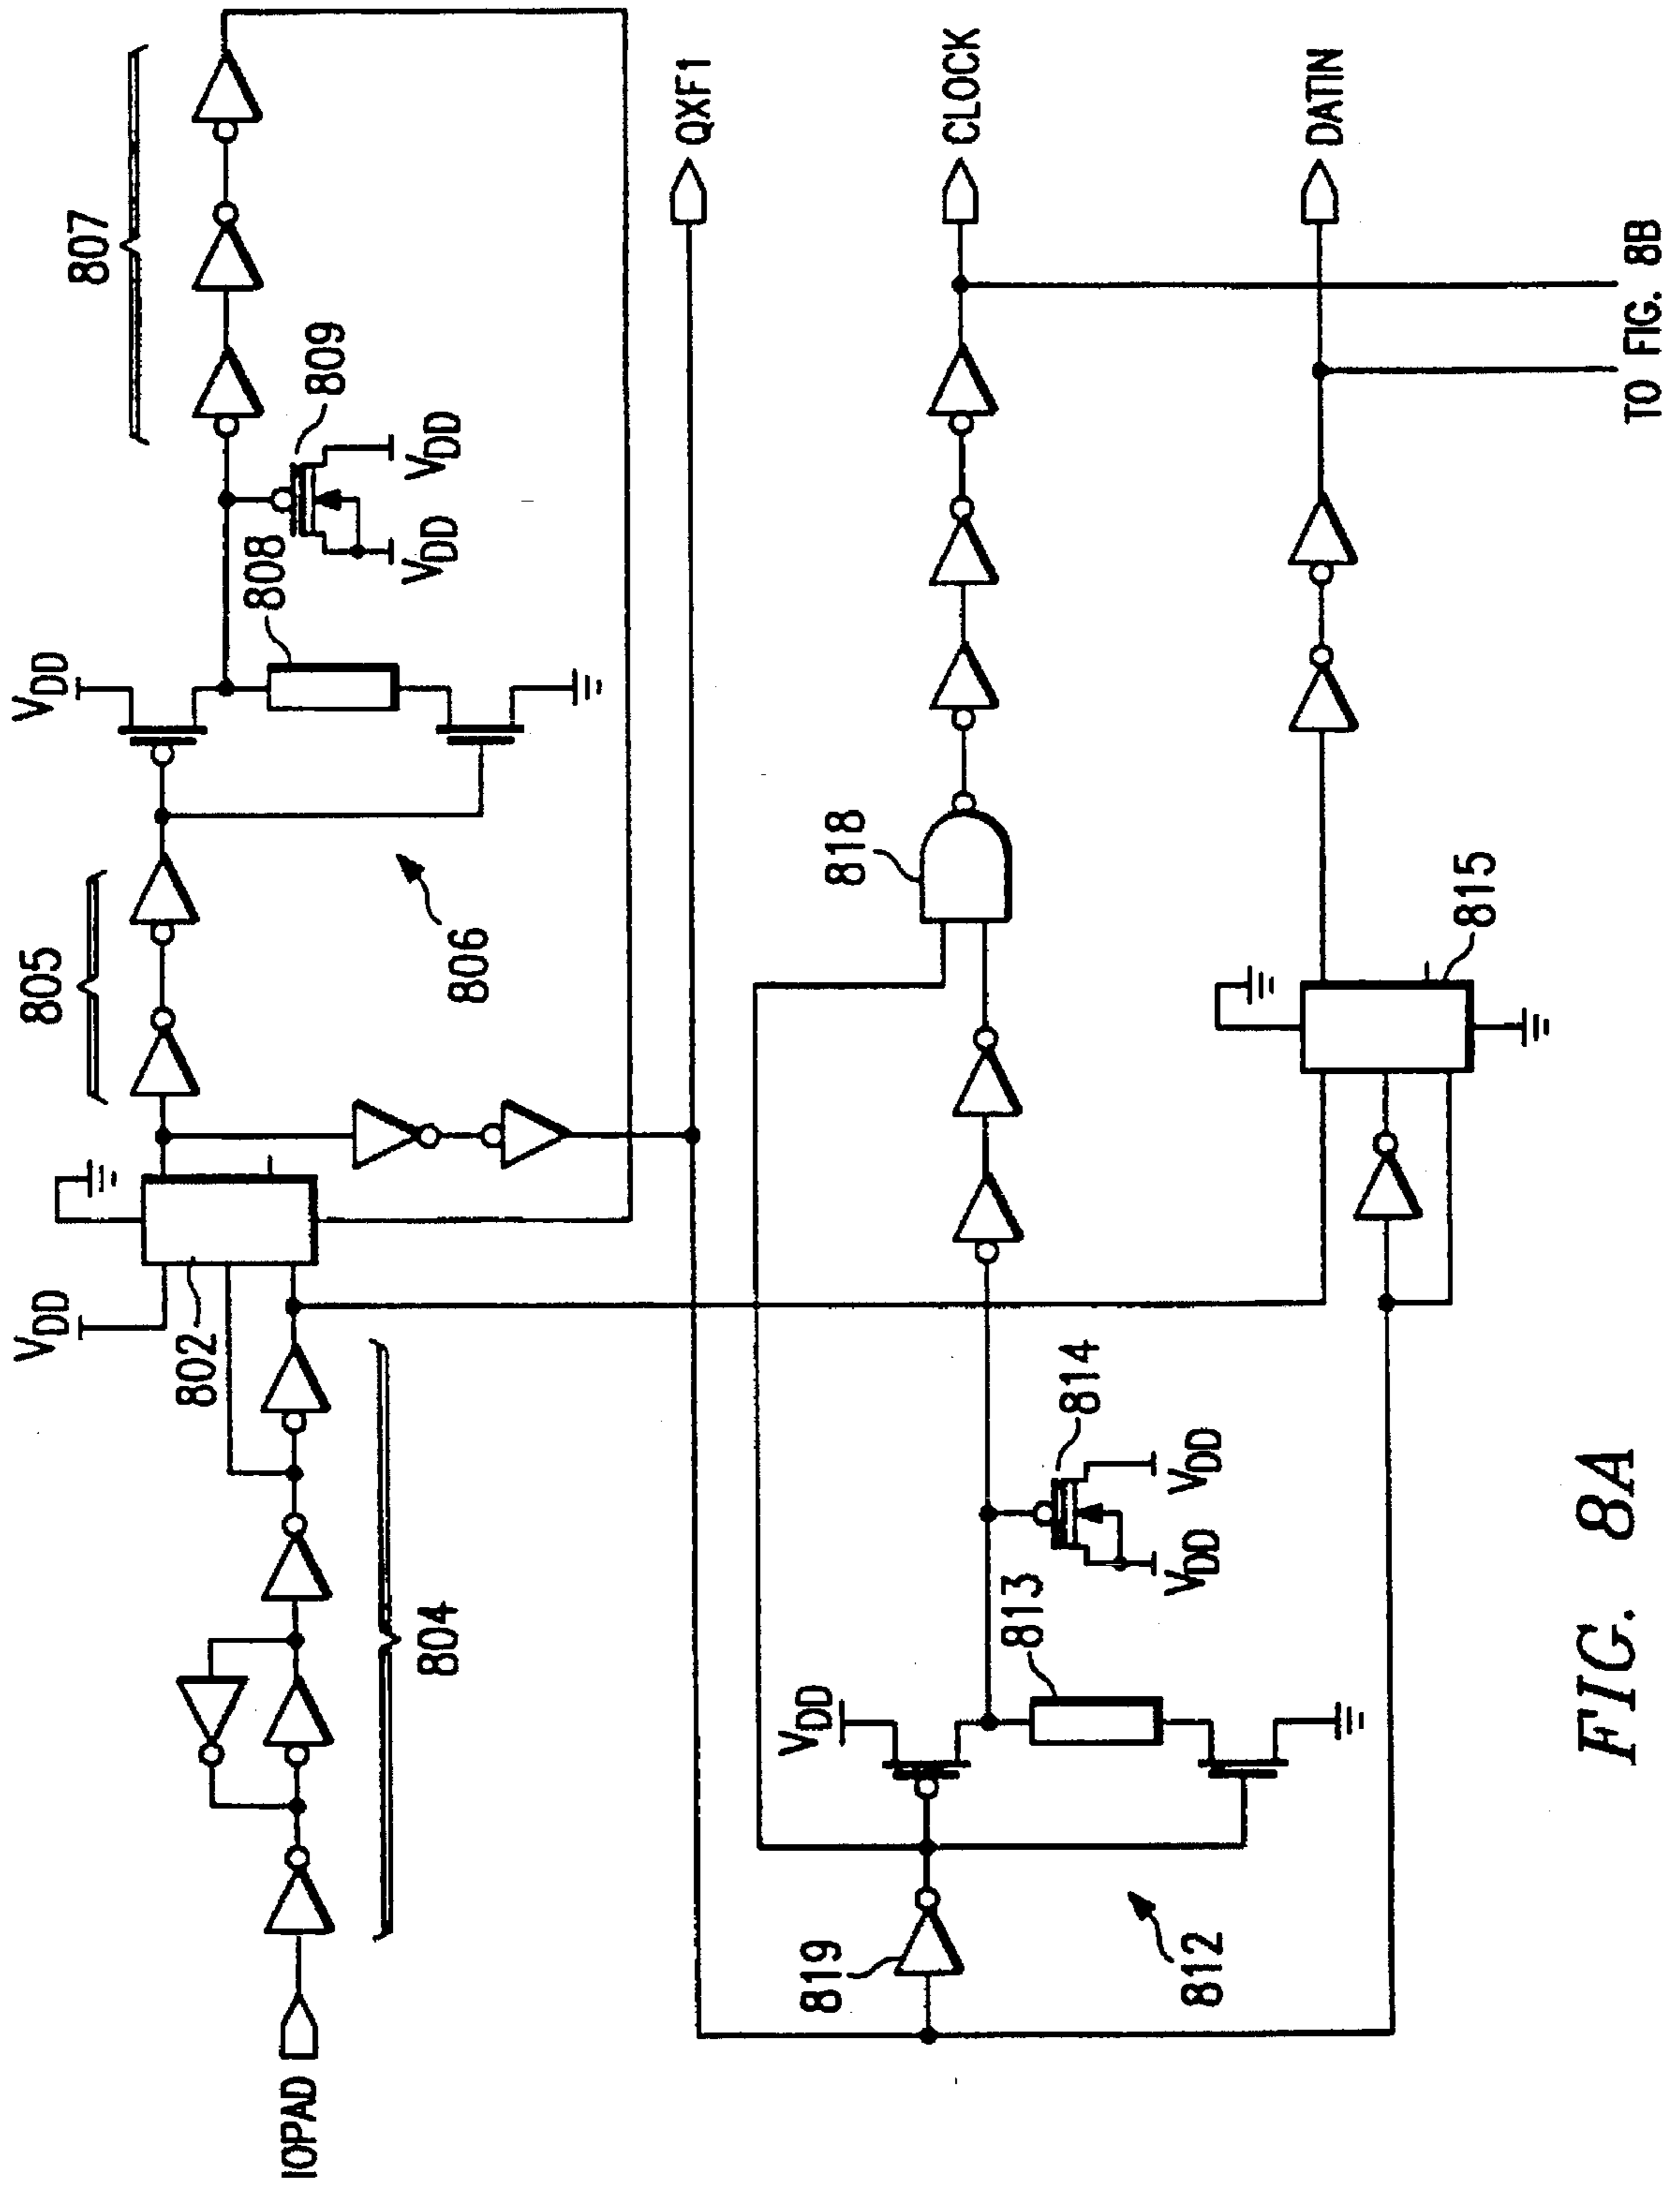 807
809
V_DD
V_DD
808
V_DD
805
806
V_DD
802
804
IOPAD
QXF1
CLOCK
DATIN
TO FIG. 8B
818
815
814
V_DD
V_DD
813
V_DD
819
812
FIG. 8A